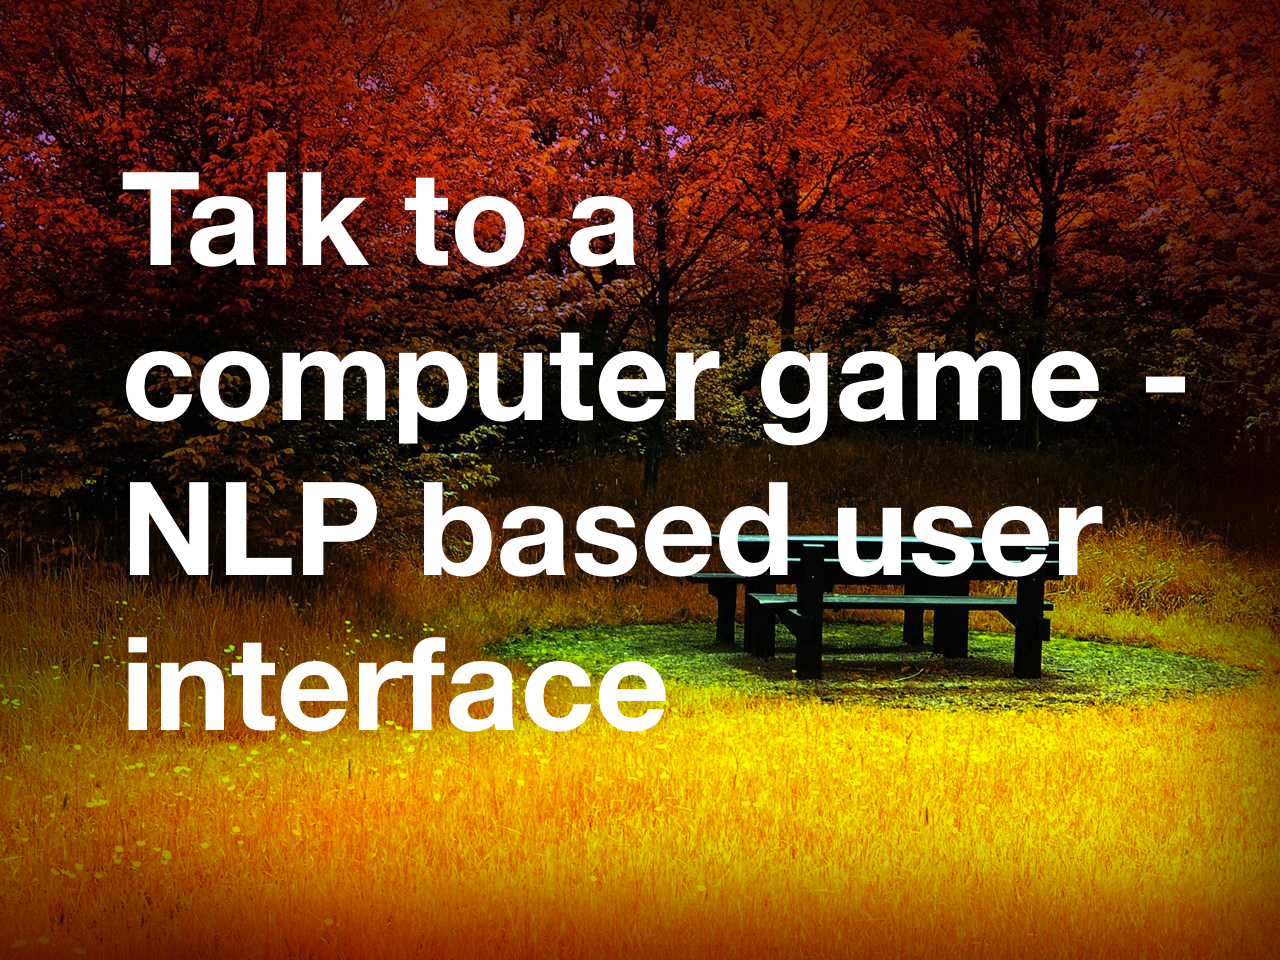 Talk to a
computer game -
NLP based user
interface